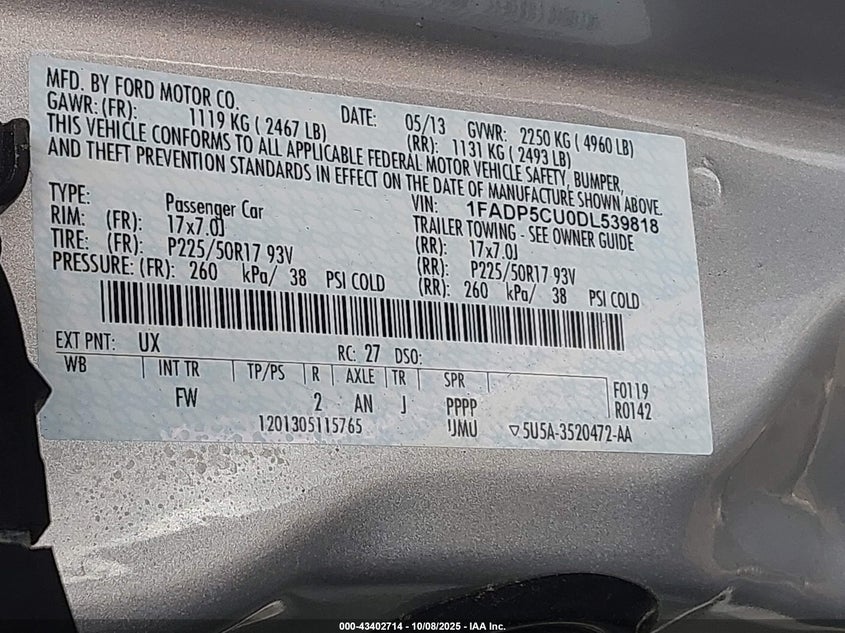 MFD. BY FORD MOTOR CO. DATE: 05/13 GVWR: 2250 KG ( 4960 LB)
GAWR: (FR): 1119 KG ( 2467 LB) (RR): 1131 KG ( 2493 LB)
THIS VEHICLE CONFORMS TO ALL APPLICABLE FEDERAL MOTOR VEHICLE SAFETY, BUMPER,
AND THEFT PREVENTION STANDARDS IN EFFECT ON THE DATE OF MANUFACTURE SHOWN ABOVE.
VIN: 1FADP5CU0DL539818
TYPE: Passenger Car TRAILER TOWING - SEE OWNER GUIDE
RIM: (FR): 17x7.0J (RR): 17x7.0J
TIRE: (FR): P225/50R17 93V (RR): P225/50R17 93V
PRESSURE: (FR): 260 kPa/ 38 PSI COLD (RR): 260 kPa/ 38 PSI COLD
EXT PNT: UX RC: 27 DSO:
WB INT TR TP/PS R AXLE TR SPR F0119
FW 2 AN J PPPP R0142
1201305115765 IJMU 5U5A-3520472-AA
000-43402714 - 10/08/2025 - IAA Inc.